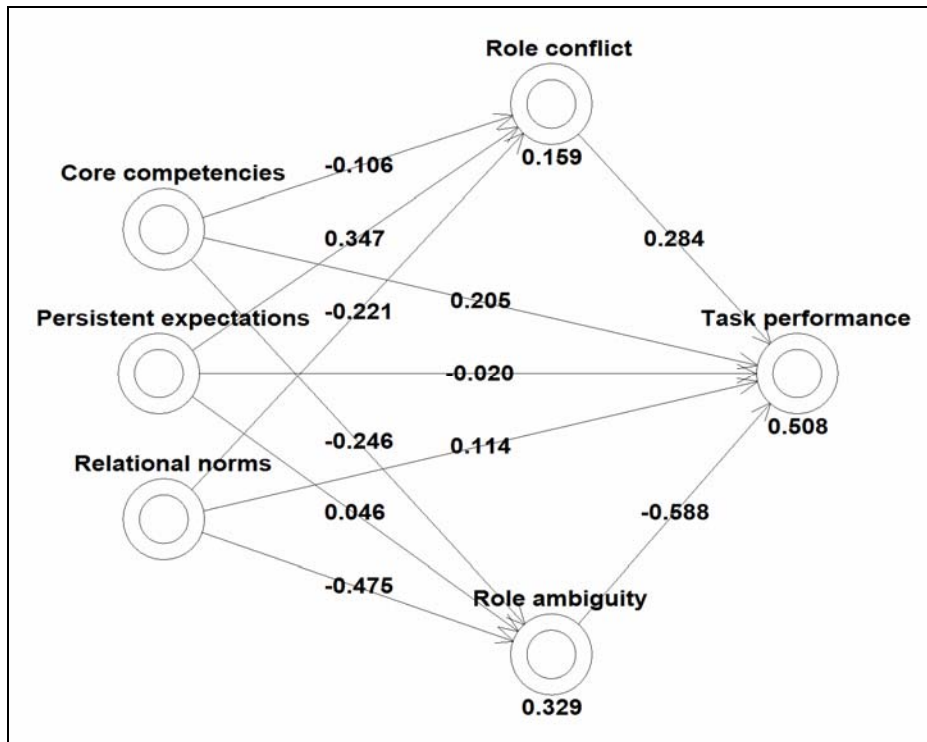 Role conflict
0.159
-0.106
Core competencies
0.347
0.284
-0.221
0.205
Persistent expectations
Task performance
-0.020
0.508
-0.246
0.114
Relational norms
0.046
-0.588
-0.475
Role ambiguity
0.329